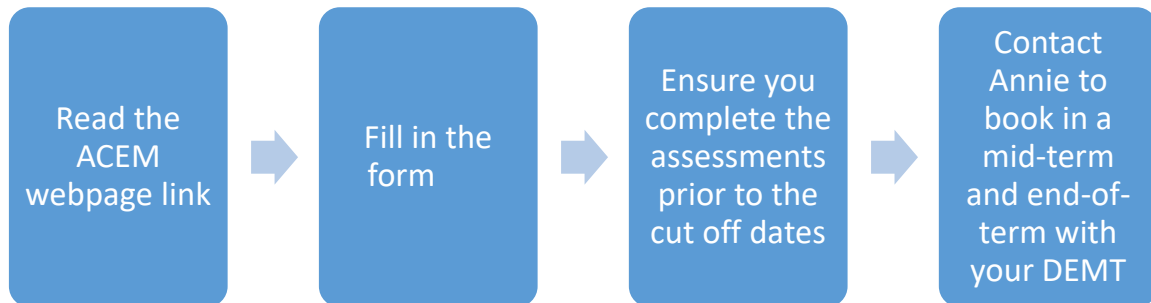 Read the
ACEM
webpage link
Fill in the
form
Ensure you
complete the
assessments
prior to the
cut off dates
Contact
Annie to
book in a
mid-term
and end-of-
term with
your DEMT